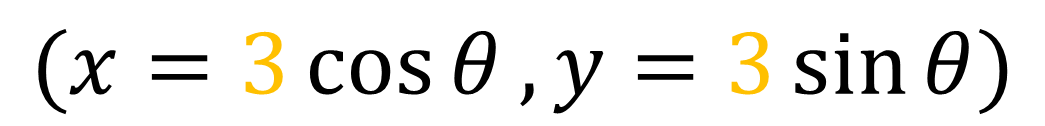 (x = 3 cos θ , y = 3 sin θ)